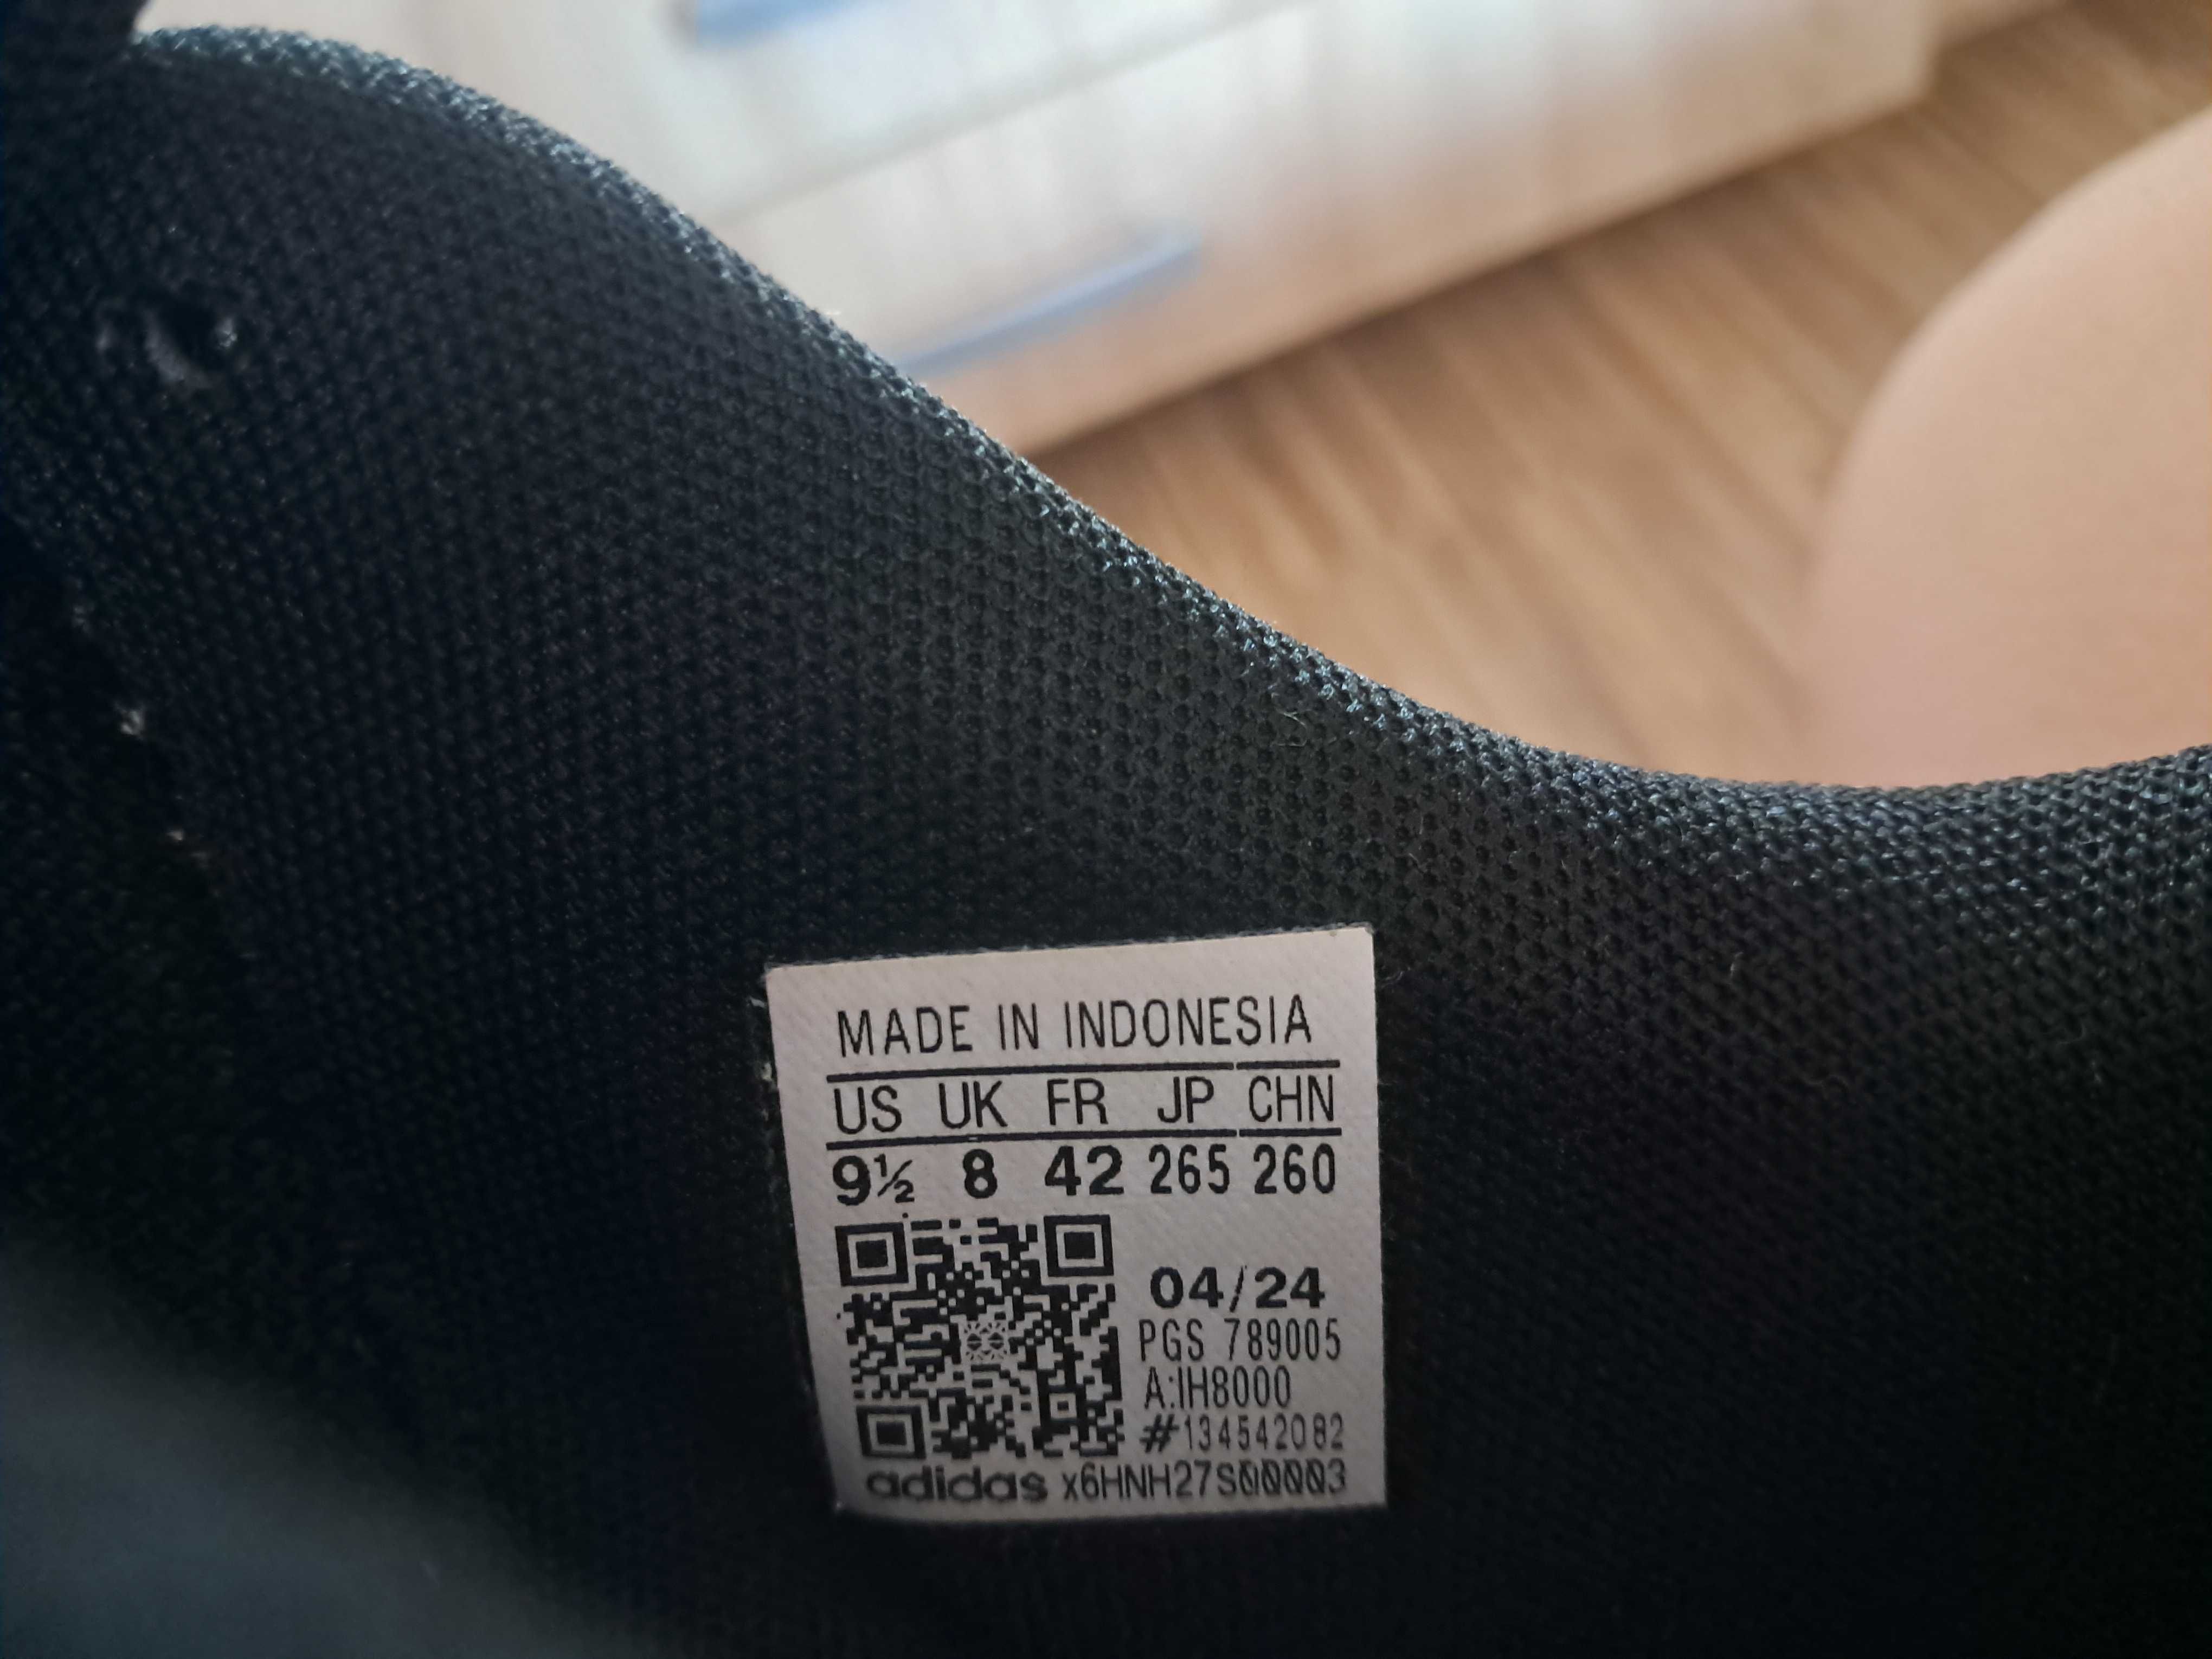 MADE IN INDONESIA
US UK FR JP CHN
9½ 8 42 265 260
04/24
PGS 789005
A:IH8000
#134542082
adidas x6HNH27S00003